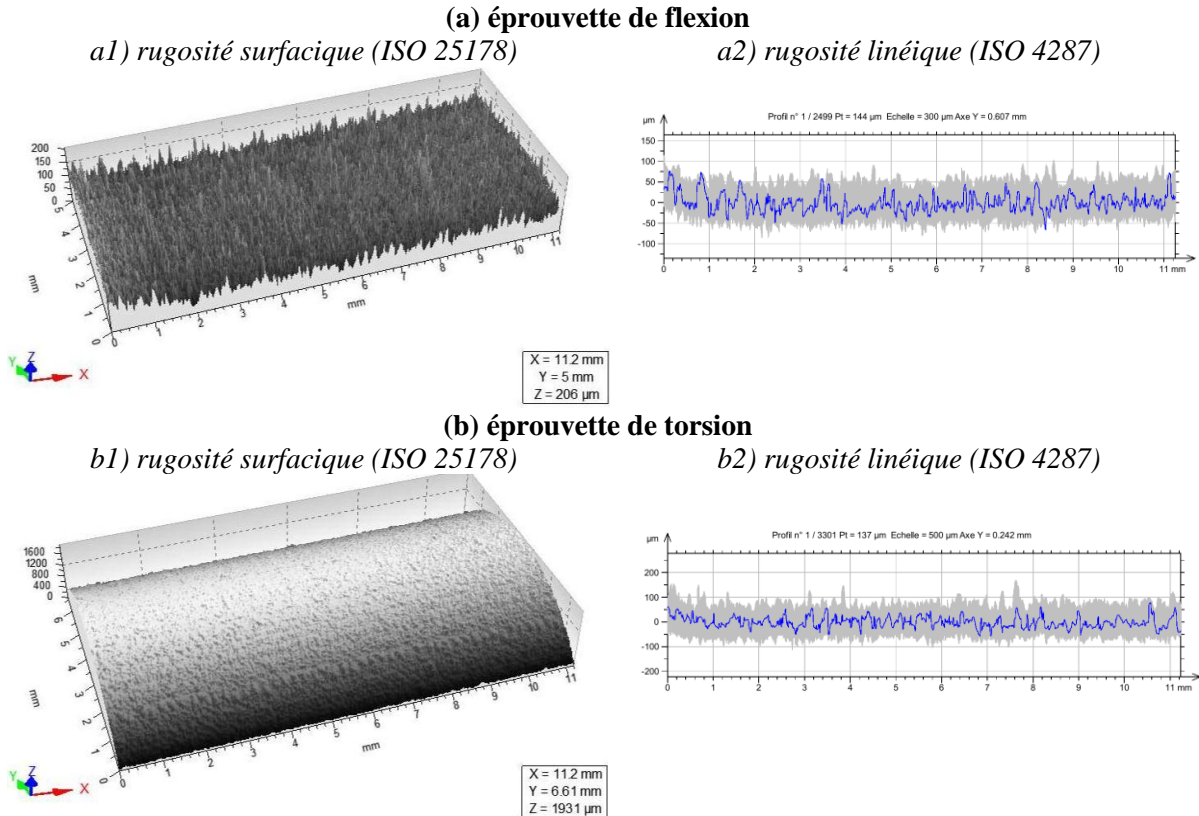 (a) éprouvette de flexion
a1) rugosité surfacique (ISO 25178)
a2) rugosité linéique (ISO 4287)
200
150
100
50
0
5
4
3
2
1
0
mm
0 1 2 3 4 5 6 7 8 9 10 11
mm
Y Z X
X = 11.2 mm
Y = 5 mm
Z = 206 µm
Profil n° 1 / 2499 Pt = 144 µm Echelle = 300 µm Axe Y = 0.607 mm
µm
150
100
50
0
-50
-100
0 1 2 3 4 5 6 7 8 9 10 11 mm
(b) éprouvette de torsion
b1) rugosité surfacique (ISO 25178)
b2) rugosité linéique (ISO 4287)
1600
1200
800
400
0
6
5
4
3
2
1
0
mm
0 1 2 3 4 5 6 7 8 9 10 11
mm
Y Z X
X = 11.2 mm
Y = 6.61 mm
Z = 1931 µm
Profil n° 1 / 3301 Pt = 137 µm Echelle = 500 µm Axe Y = 0.242 mm
µm
200
100
0
-100
-200
0 1 2 3 4 5 6 7 8 9 10 11 mm